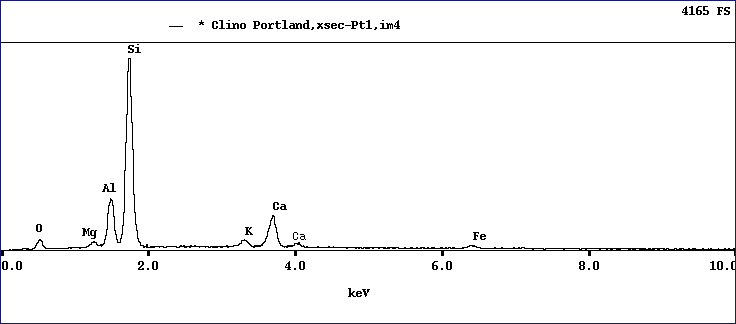 4165 FS
— * Clino Portland,xsec-Pt1,im4
Si
Al
Ca
O
Mg
K
Ca
Fe
0.0 2.0 4.0 6.0 8.0 10.0
keV